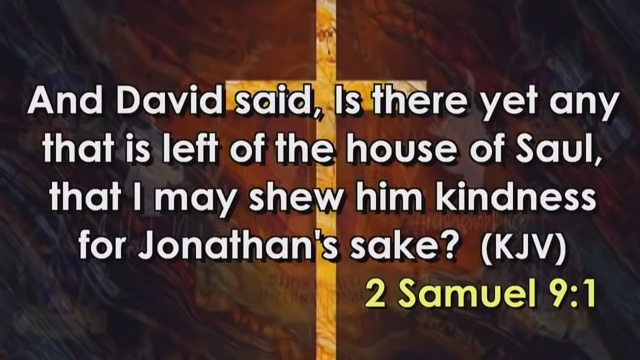 And David said, Is there yet any
that is left of the house of Saul,
that I may shew him kindness
for Jonathan's sake? (KJV)
2 Samuel 9:1